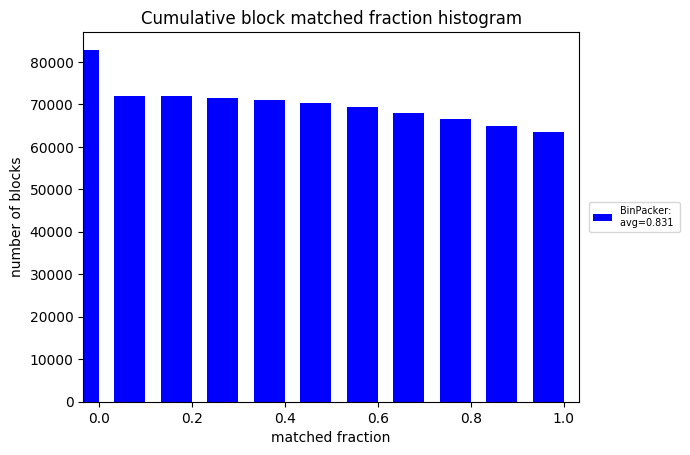 Cumulative block matched fraction histogram
number of blocks
80000
70000
60000
50000
40000
30000
20000
10000
0
0.0 0.2 0.4 0.6 0.8 1.0
matched fraction
BinPacker:
avg=0.831